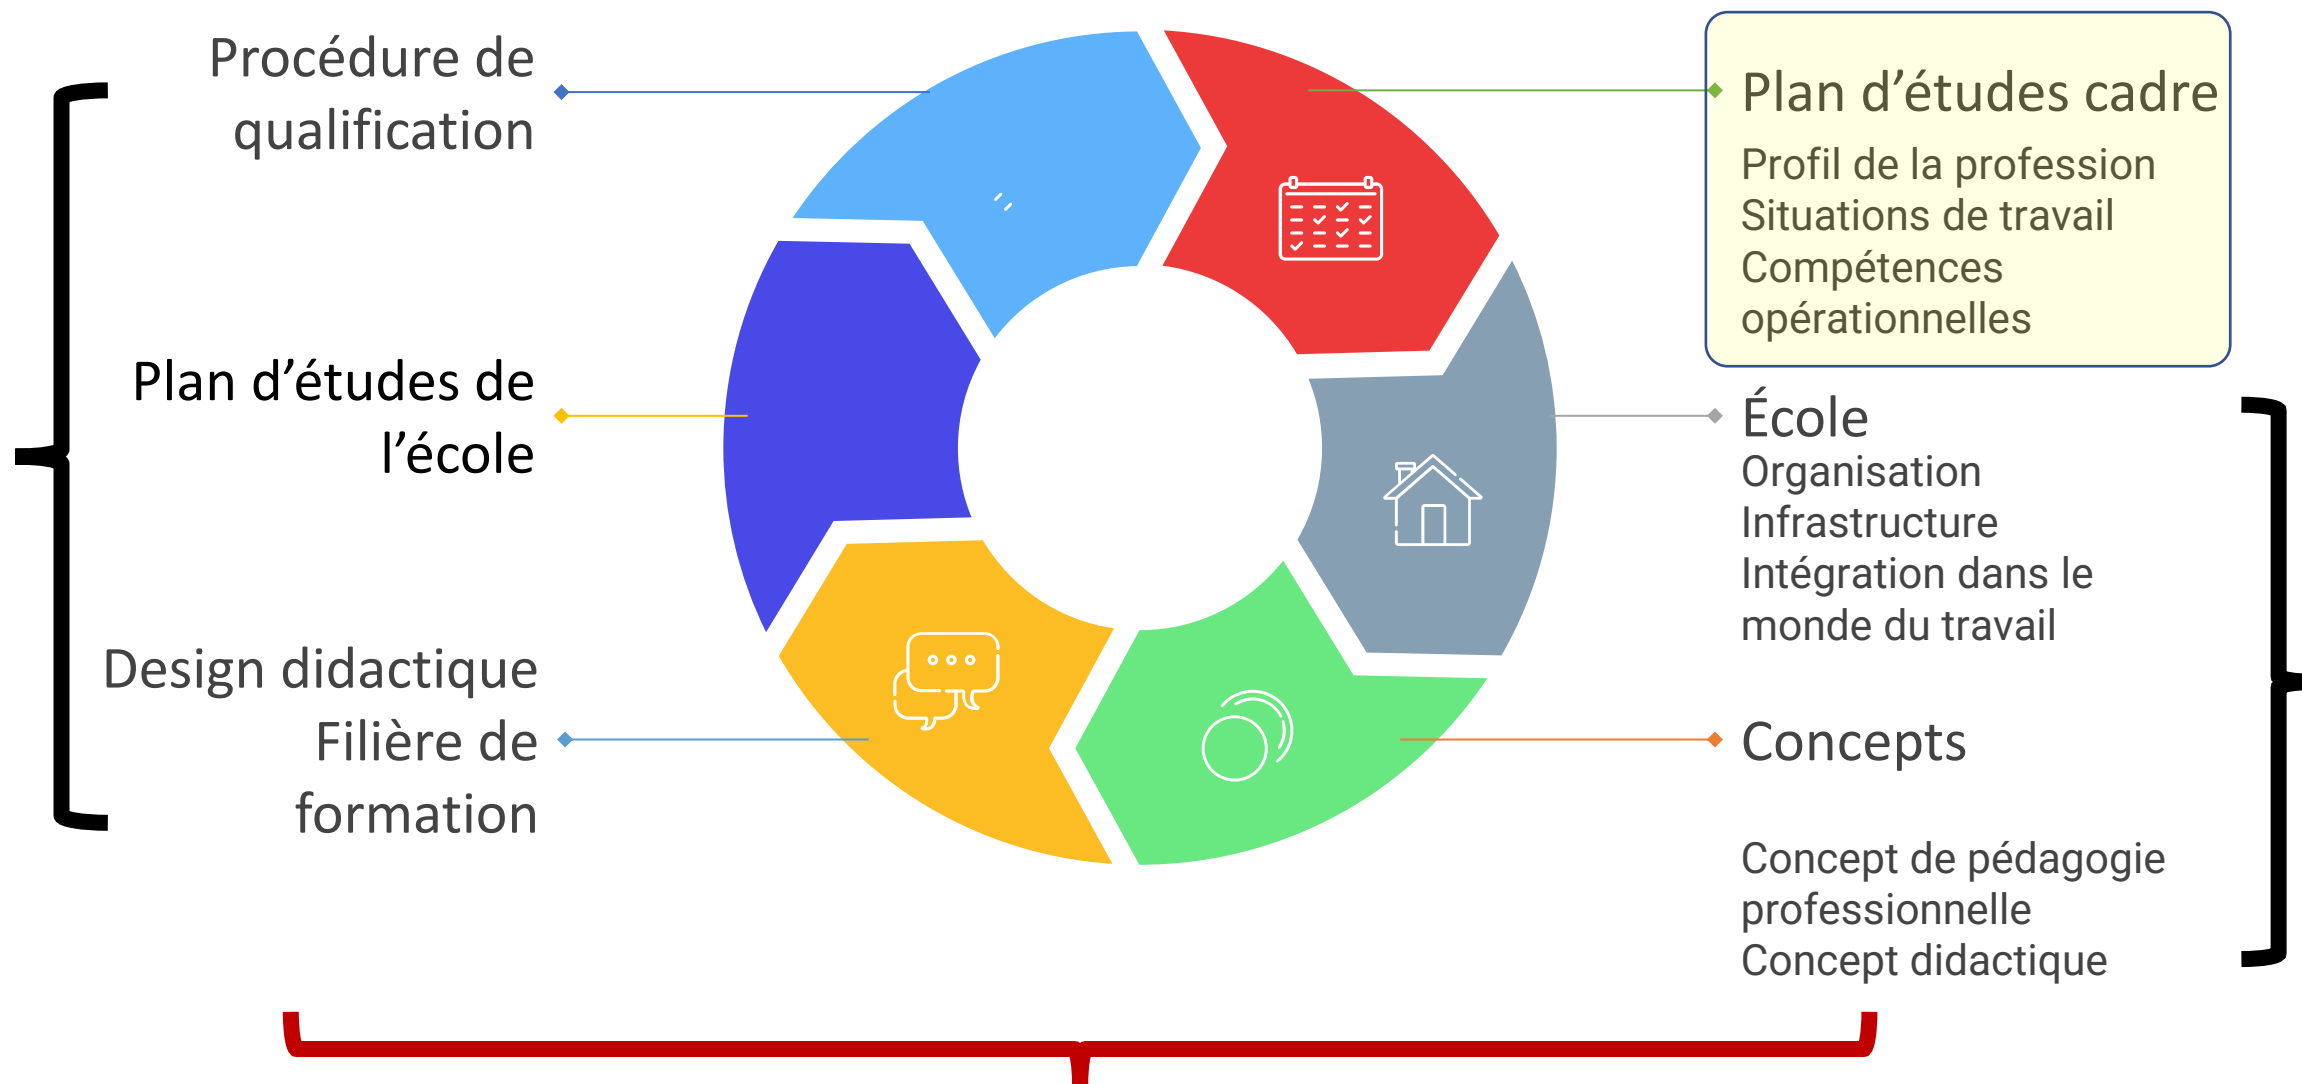 Procédure de
qualification
Plan d’études de
l’école
Design didactique
Filière de
formation
Plan d’études cadre
Profil de la profession
Situations de travail
Compétences
opérationnelles
École
Organisation
Infrastructure
Intégration dans le
monde du travail
Concepts
Concept de pédagogie
professionnelle
Concept didactique